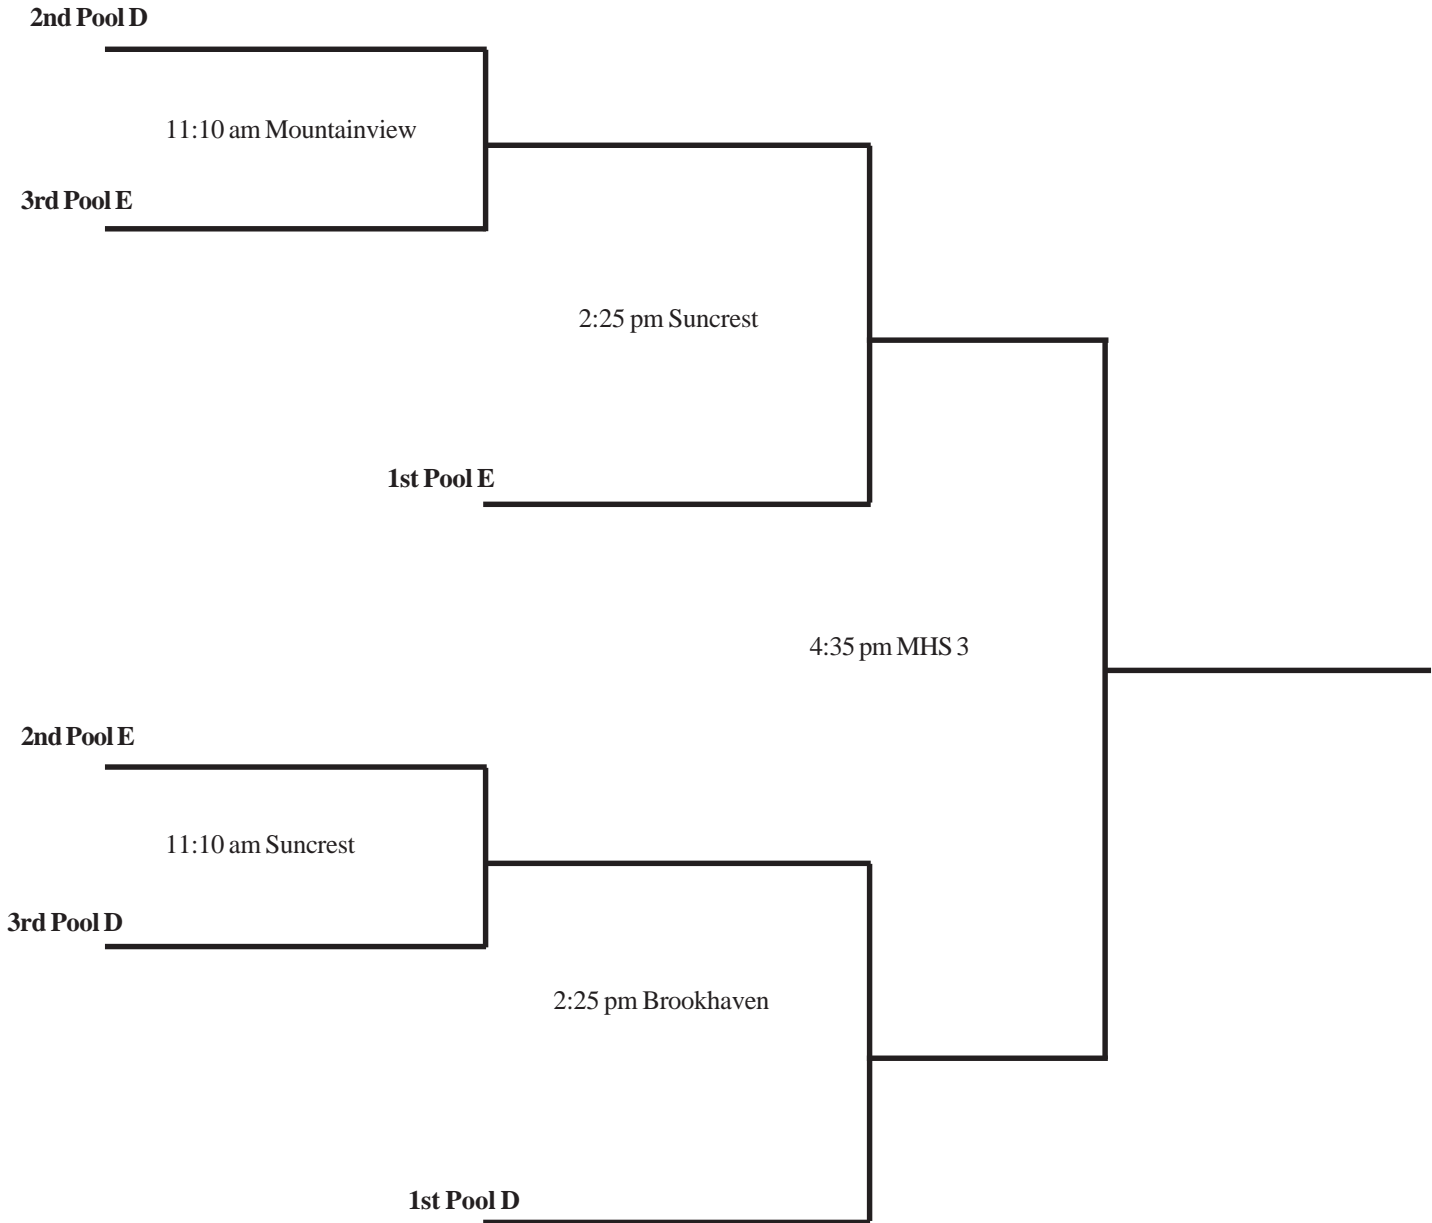 2nd Pool D
11:10 am Mountainview
3rd Pool E
2:25 pm Suncrest
1st Pool E
4:35 pm MHS 3
2nd Pool E
11:10 am Suncrest
3rd Pool D
2:25 pm Brookhaven
1st Pool D